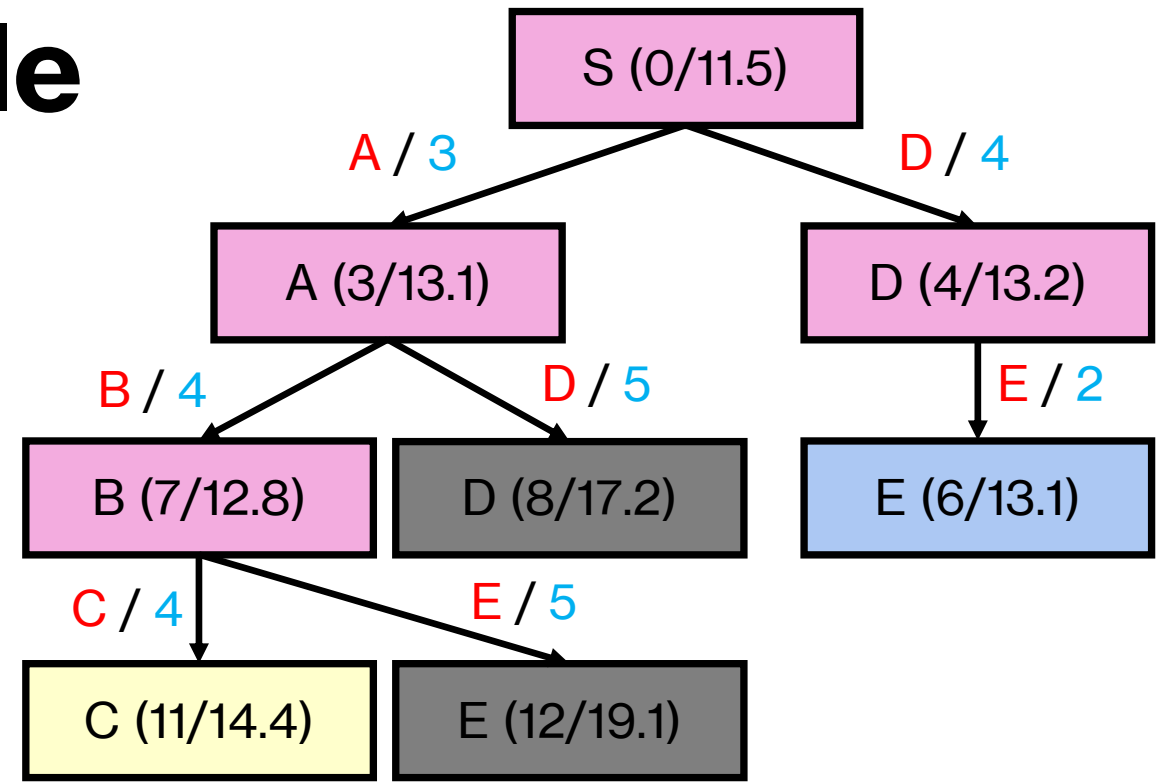 S (0/11.5)
A / 3
D / 4
A (3/13.1)
D (4/13.2)
B / 4
D / 5
E / 2
B (7/12.8)
D (8/17.2)
E (6/13.1)
C / 4
E / 5
C (11/14.4)
E (12/19.1)